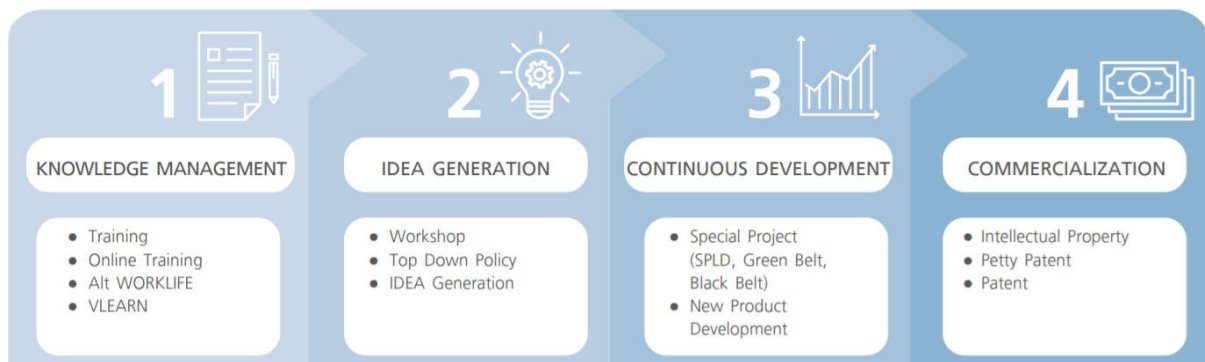 1
KNOWLEDGE MANAGEMENT
● Training
● Online Training
● Alt WORKLIFE
● VLEARN
2
IDEA GENERATION
● Workshop
● Top Down Policy
● IDEA Generation
3
CONTINUOUS DEVELOPMENT
● Special Project
(SPLD, Green Belt,
Black Belt)
● New Product
Development
4
COMMERCIALIZATION
● Intellectual Property
● Petty Patent
● Patent